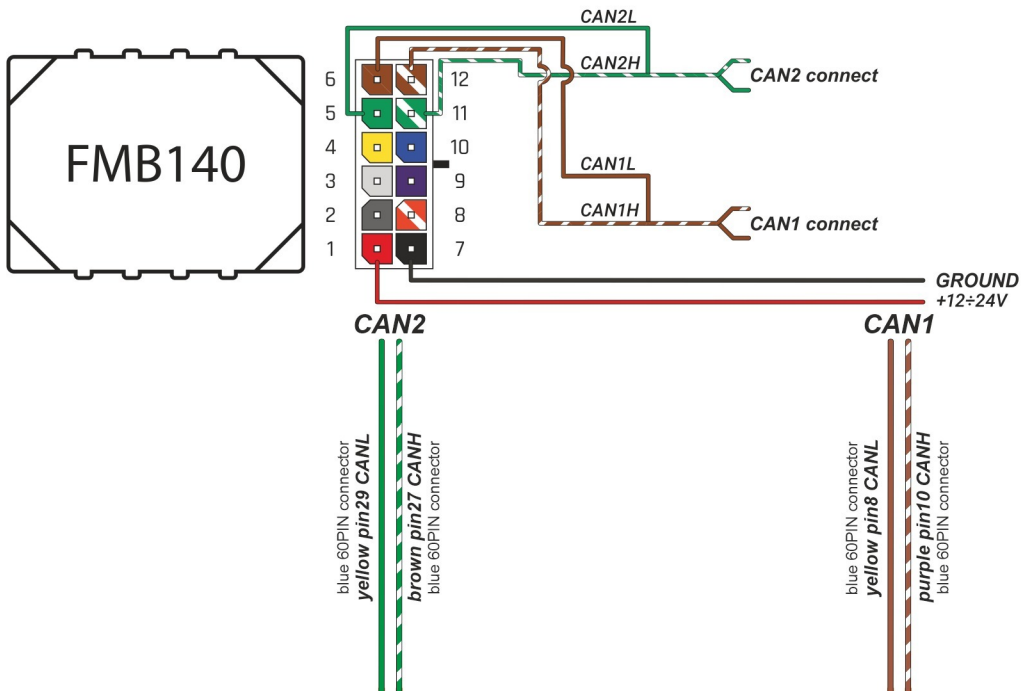 CAN2L
FMB140
6
12
CAN2H
CAN2 connect
5
11
4
10
3
9
CAN1L
2
8
CAN1H
CAN1 connect
1
7
GROUND
+12÷24V
CAN2
CAN1
blue 60PIN connector
yellow pin29 CANL
brown pin27 CANH
blue 60PIN connector
blue 60PIN connector
yellow pin8 CANL
purple pin10 CANH
blue 60PIN connector